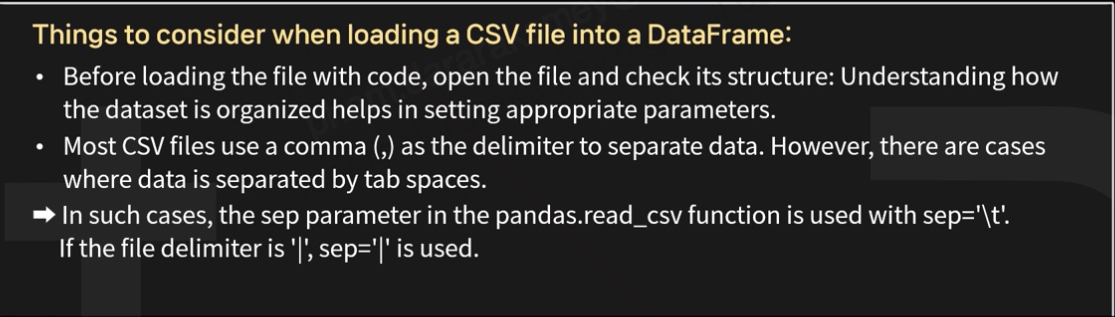 Things to consider when loading a CSV file into a DataFrame:
• Before loading the file with code, open the file and check its structure: Understanding how
the dataset is organized helps in setting appropriate parameters.
• Most CSV files use a comma (,) as the delimiter to separate data. However, there are cases
where data is separated by tab spaces.
➡ In such cases, the sep parameter in the pandas.read_csv function is used with sep='\t'.
If the file delimiter is '|', sep='|' is used.